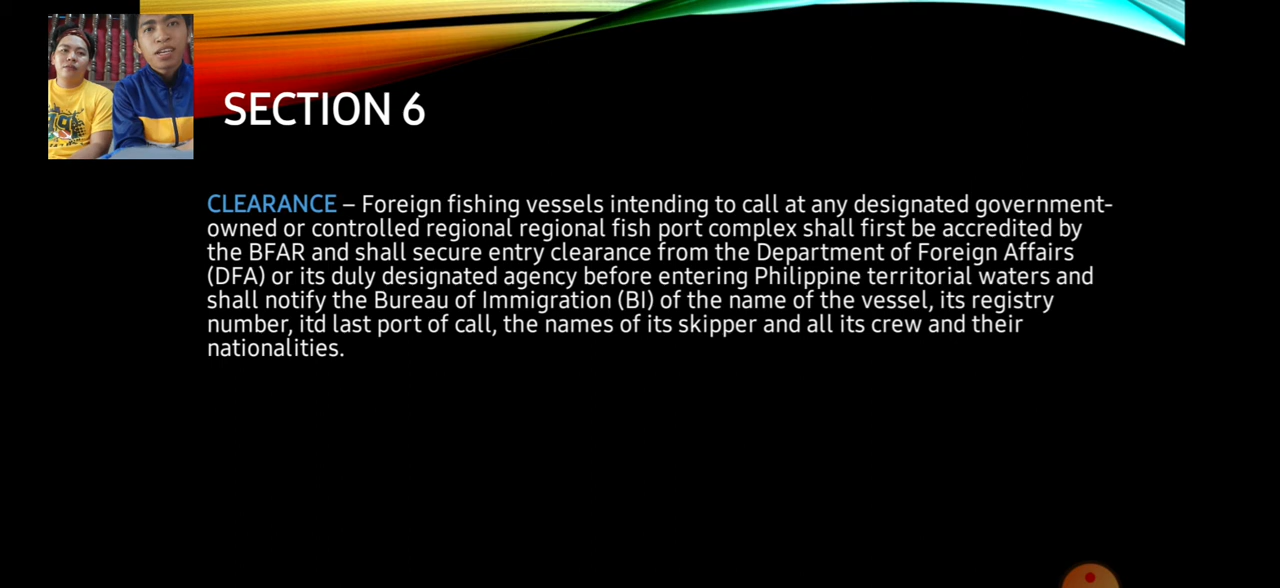 SECTION 6
CLEARANCE – Foreign fishing vessels intending to call at any designated government-
owned or controlled regional regional fish port complex shall first be accredited by
the BFAR and shall secure entry clearance from the Department of Foreign Affairs
(DFA) or its duly designated agency before entering Philippine territorial waters and
shall notify the Bureau of Immigration (BI) of the name of the vessel, its registry
number, itd last port of call, the names of its skipper and all its crew and their
nationalities.